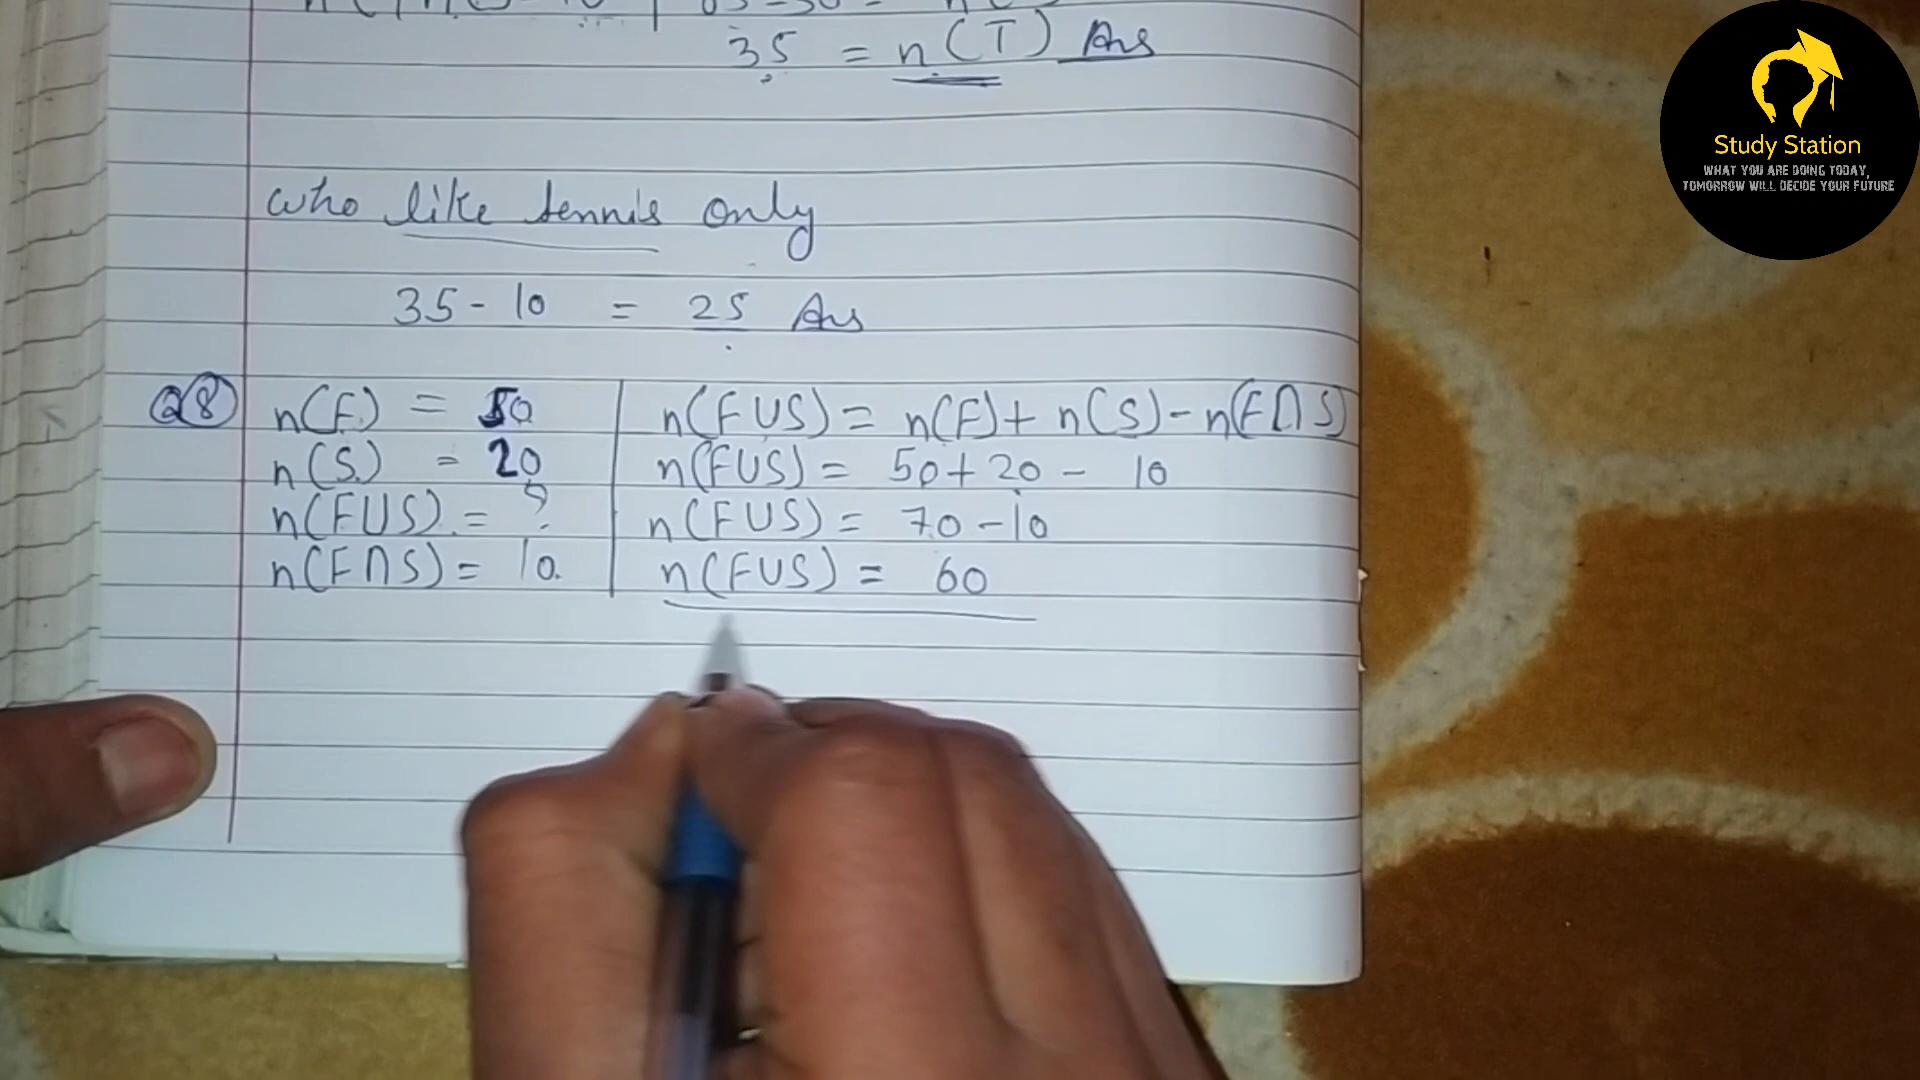 35 = n(T) Ans
who like tennis only
35 - 10 = 25 Ans
Q8
n(F) = 50
n(S) = 20
n(FUS) = ?
n(F∩S) = 10.
n(FUS) = n(F) + n(S) - n(F∩S)
n(FUS) = 50 + 20 - 10
n(FUS) = 70 - 10
n(FUS) = 60
Study Station
WHAT YOU ARE DOING TODAY,
TOMORROW WILL DECIDE YOUR FUTURE